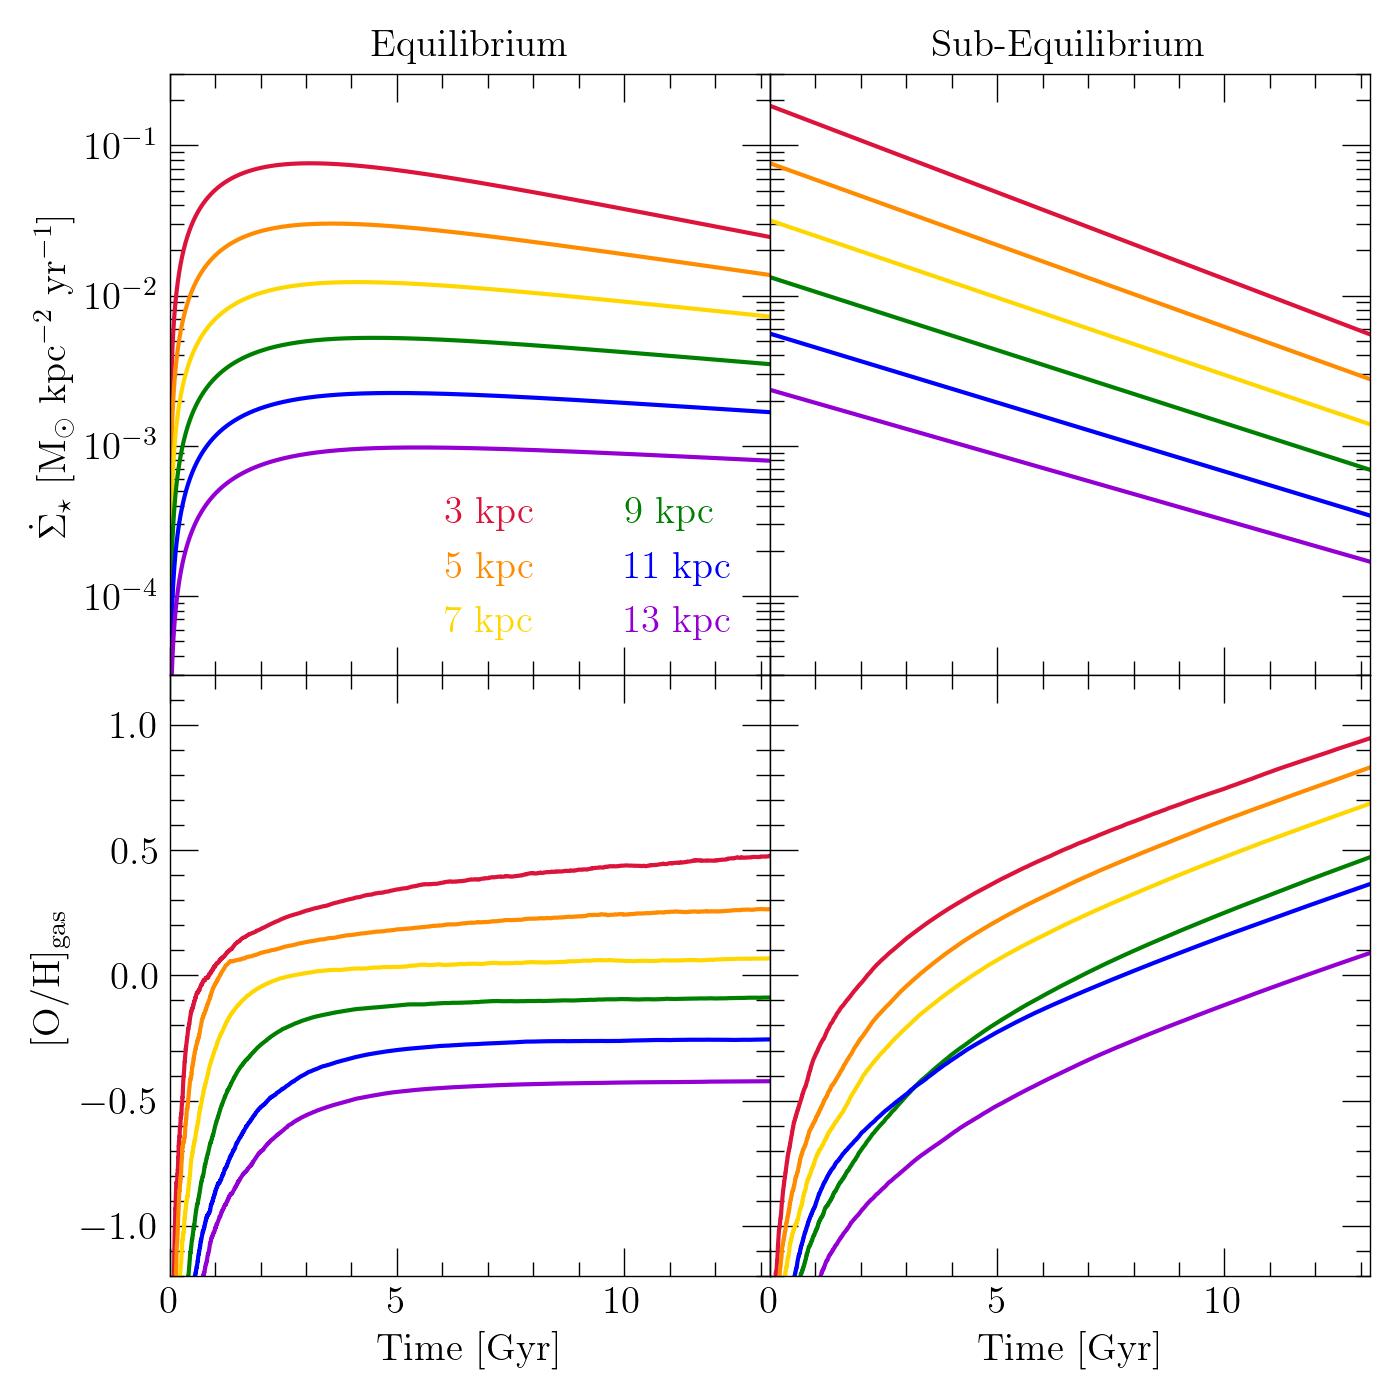 Equilibrium Sub-Equilibrium
10⁻¹
10⁻²
10⁻³
10⁻⁴
Σ̇⋆ [M⊙ kpc⁻² yr⁻¹]
3 kpc 9 kpc
5 kpc 11 kpc
7 kpc 13 kpc
1.0
0.5
0.0
−0.5
−1.0
[O/H]gas
0 5 10 0 5 10
Time [Gyr] Time [Gyr]